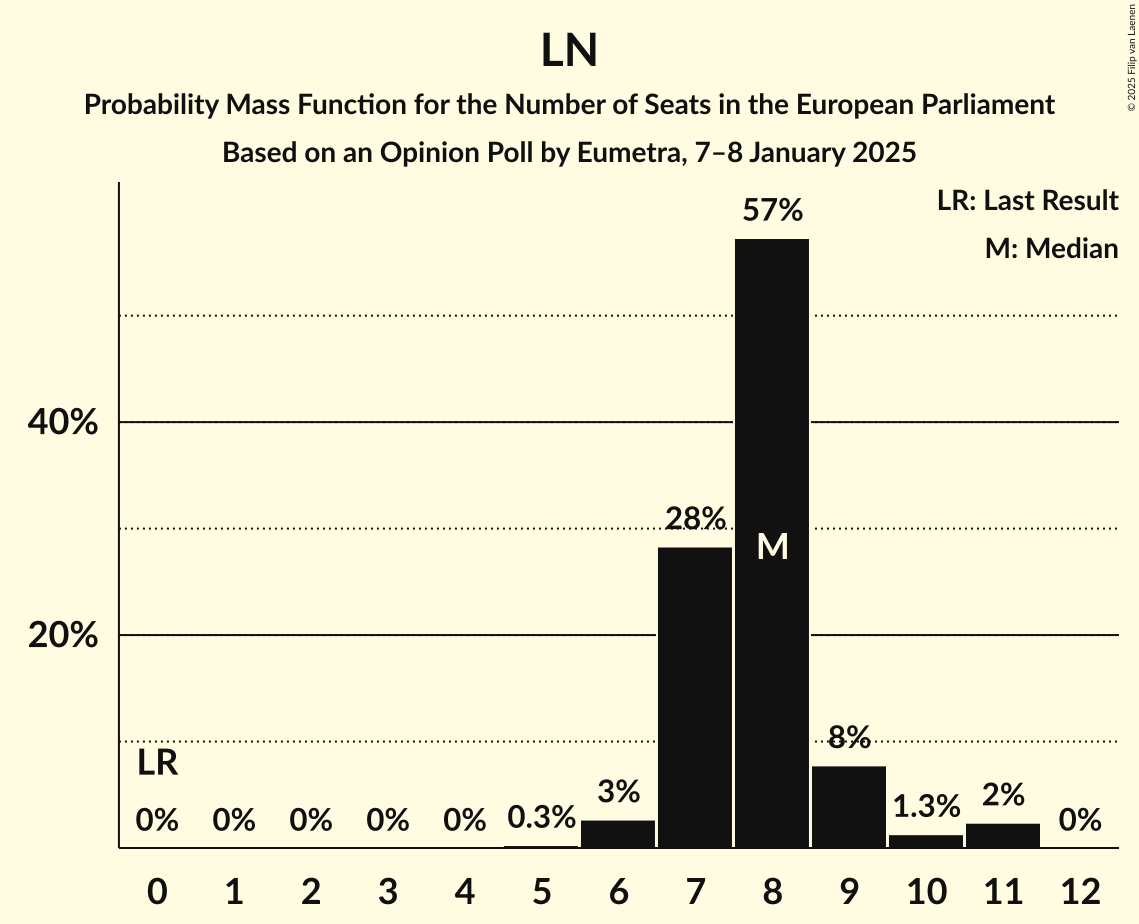 LN
Probability Mass Function for the Number of Seats in the European Parliament
Based on an Opinion Poll by Eumetra, 7–8 January 2025
© 2025 Filip van Laenen
LR: Last Result
M: Median
57%
40%
28%
M
20%
LR
8%
0% 0% 0% 0% 0% 0.3% 3% 1.3% 2% 0%
0 1 2 3 4 5 6 7 8 9 10 11 12